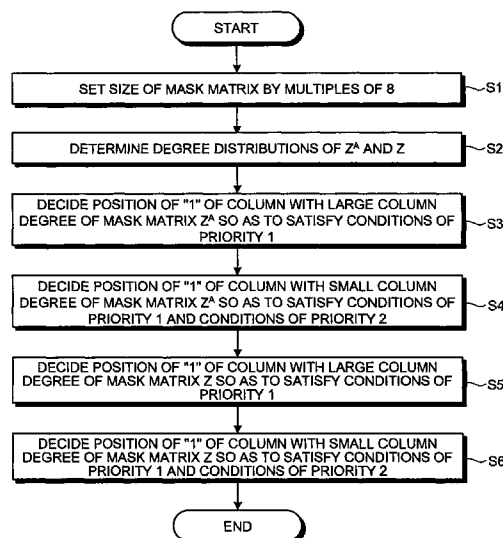 START
SET SIZE OF MASK MATRIX BY MULTIPLES OF 8
S1
DETERMINE DEGREE DISTRIBUTIONS OF Zᴬ AND Z
S2
DECIDE POSITION OF "1" OF COLUMN WITH LARGE COLUMN
DEGREE OF MASK MATRIX Zᴬ SO AS TO SATISFY CONDITIONS OF
PRIORITY 1
S3
DECIDE POSITION OF "1" OF COLUMN WITH SMALL COLUMN
DEGREE OF MASK MATRIX Zᴬ SO AS TO SATISFY CONDITIONS OF
PRIORITY 1 AND CONDITIONS OF PRIORITY 2
S4
DECIDE POSITION OF "1" OF COLUMN WITH LARGE COLUMN
DEGREE OF MASK MATRIX Z SO AS TO SATISFY CONDITIONS OF
PRIORITY 1
S5
DECIDE POSITION OF "1" OF COLUMN WITH SMALL COLUMN
DEGREE OF MASK MATRIX Z SO AS TO SATISFY CONDITIONS OF
PRIORITY 1 AND CONDITIONS OF PRIORITY 2
S6
END